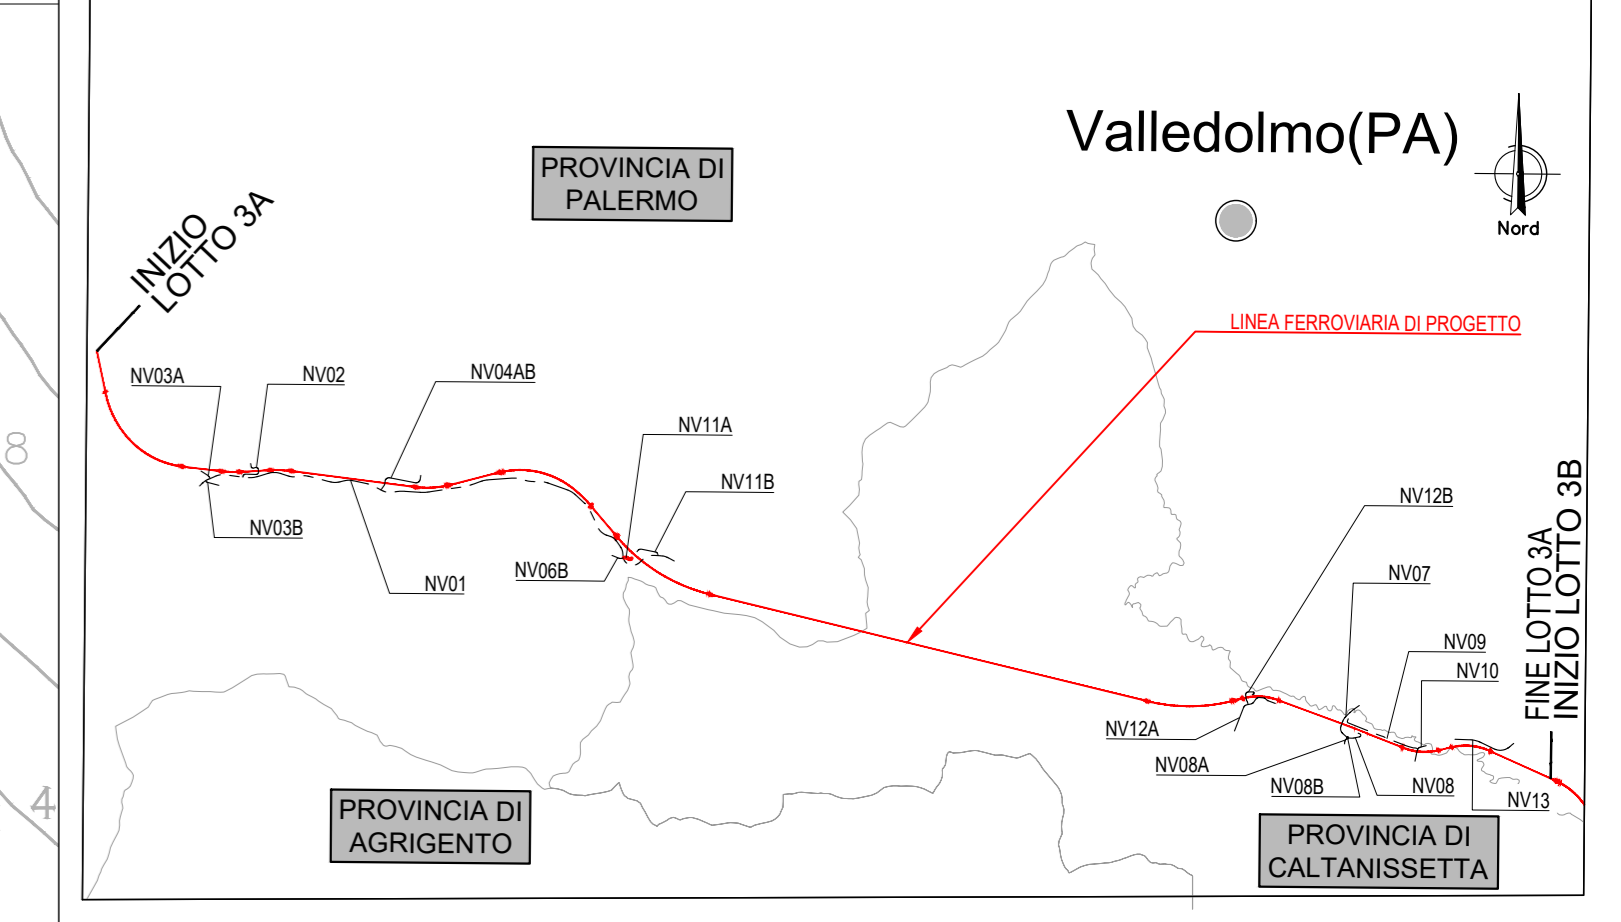 Valledolmo(PA)
Nord
PROVINCIA DI
PALERMO
INIZIO
LOTTO 3A
LINEA FERROVIARIA DI PROGETTO
NV03A
NV02
NV04AB
NV11A
NV11B
NV03B
NV01
NV06B
NV12B
NV07
NV09
NV10
FINE LOTTO 3A
INIZIO LOTTO 3B
NV12A
NV08A
NV08B
NV08
NV13
PROVINCIA DI
AGRIGENTO
PROVINCIA DI
CALTANISSETTA
8
4